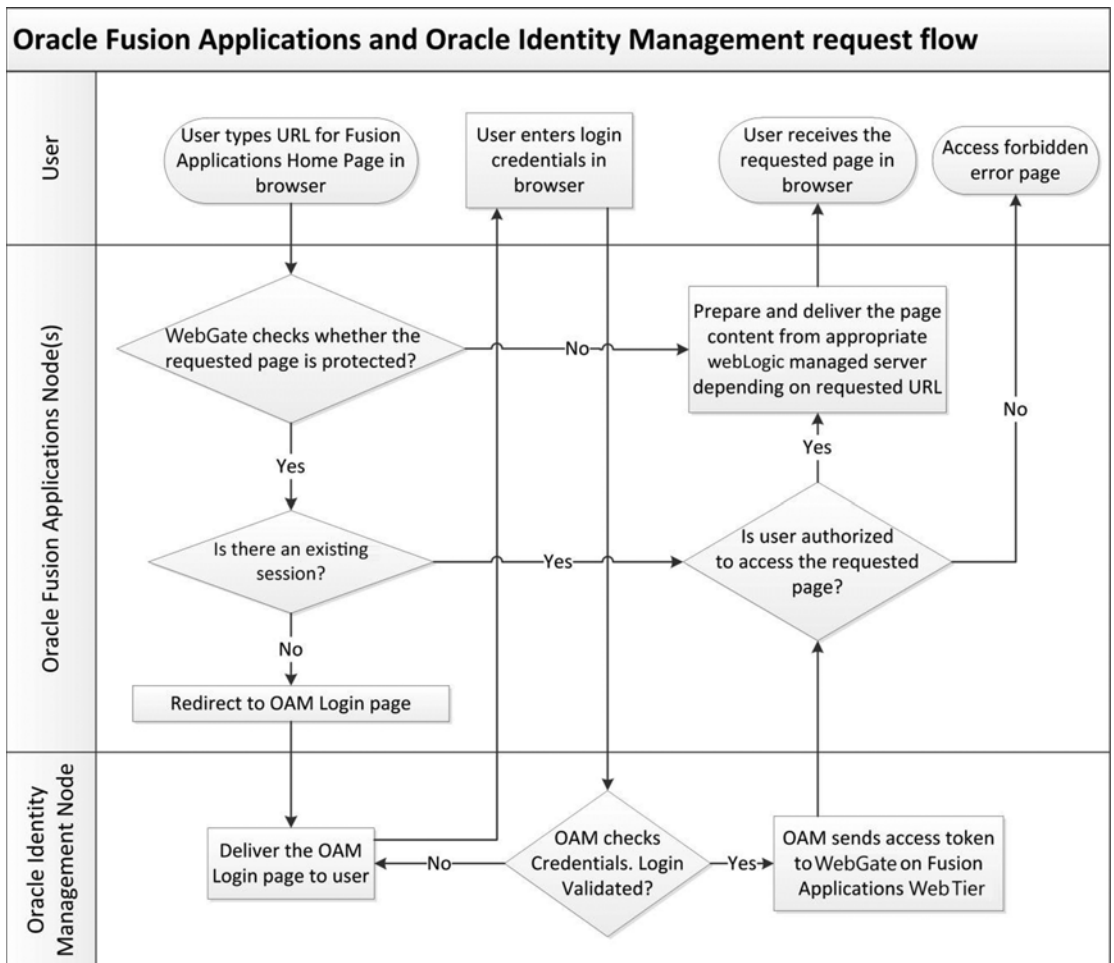 Oracle Fusion Applications and Oracle Identity Management request flow
User
User types URL for Fusion
Applications Home Page in
browser
User enters login
credentials in
browser
User receives the
requested page in
browser
Access forbidden
error page
Oracle Fusion Applications Node(s)
WebGate checks whether the
requested page is protected?
No
Prepare and deliver the page
content from appropriate
webLogic managed server
depending on requested URL
No
Yes
Yes
Is there an existing
session?
Yes
Is user authorized
to access the requested
page?
No
Redirect to OAM Login page
Oracle Identity
Management Node
Deliver the OAM
Login page to user
No
OAM checks
Credentials. Login
Validated?
Yes
OAM sends access token
to WebGate on Fusion
Applications Web Tier